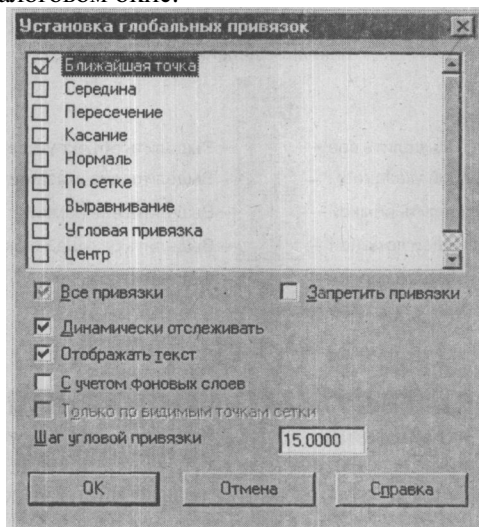 алоговом окне:
Установка глобальных привязок
Ближайшая точка
Середина
Пересечение
Касание
Нормаль
По сетке
Выравнивание
Угловая привязка
Центр
Все привязки Запретить привязки
Динамически отслеживать
Отображать текст
С учетом фоновых слоев
Только по видимым точкам сетки
Шаг угловой привязки 15.0000
OK Отмена Справка